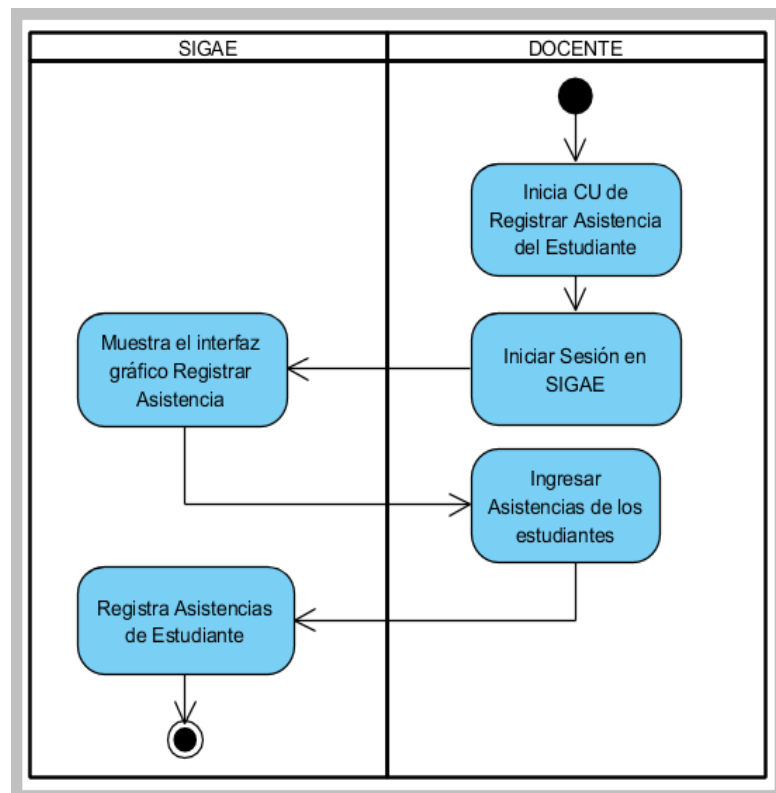 SIGAE
DOCENTE
Inicia CU de
Registrar Asistencia
del Estudiante
Iniciar Sesión en
SIGAE
Muestra el interfaz
gráfico Registrar
Asistencia
Ingresar
Asistencias de los
estudiantes
Registra Asistencias
de Estudiante